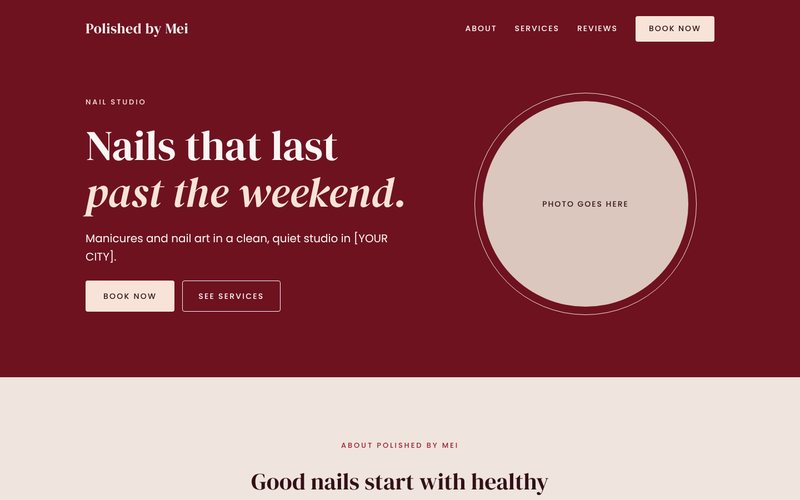 Polished by Mei
ABOUT
SERVICES
REVIEWS
BOOK NOW
NAIL STUDIO
Nails that last
past the weekend.
Manicures and nail art in a clean, quiet studio in [YOUR
CITY].
BOOK NOW
SEE SERVICES
PHOTO GOES HERE
ABOUT POLISHED BY MEI
Good nails start with healthy